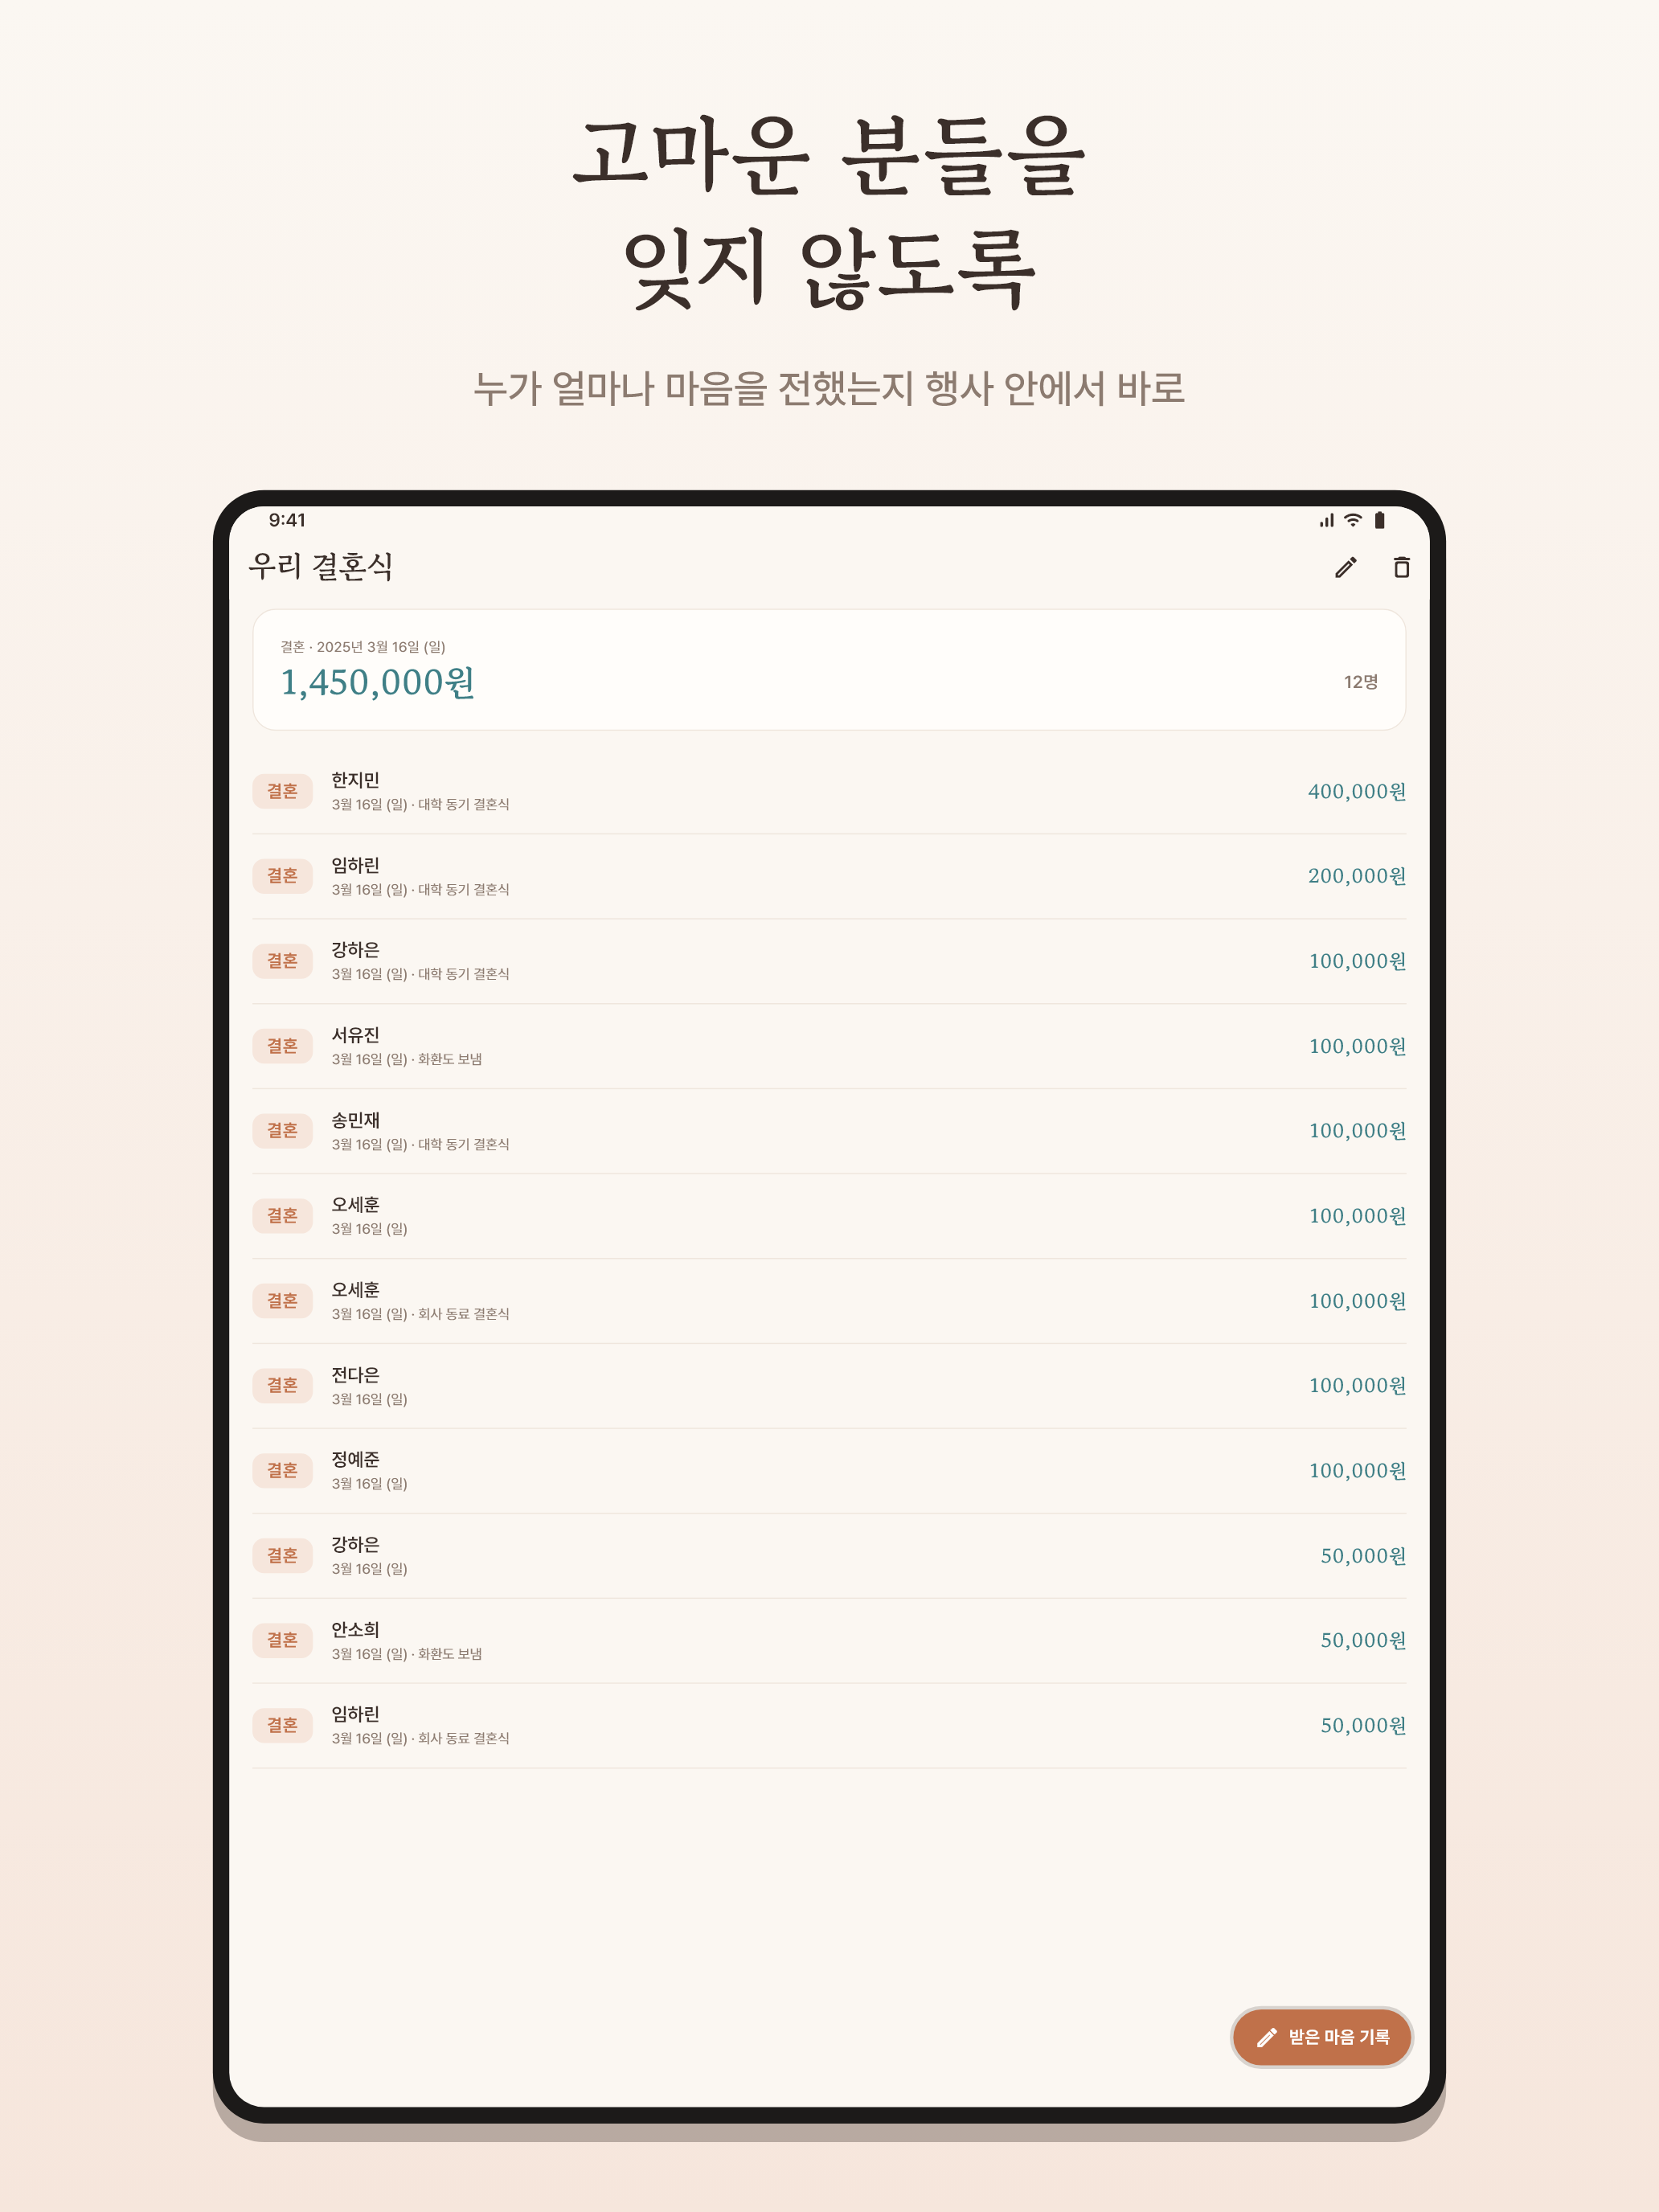 고마운 분들을
잊지 않도록
누가 얼마나 마음을 전했는지 행사 안에서 바로
9:41
우리 결혼식
결혼 · 2025년 3월 16일 (일)
1,450,000원
12명
결혼
한지민
3월 16일 (일) · 대학 동기 결혼식
400,000원
결혼
임하린
3월 16일 (일) · 대학 동기 결혼식
200,000원
결혼
강하은
3월 16일 (일) · 대학 동기 결혼식
100,000원
결혼
서유진
3월 16일 (일) · 화환도 보냄
100,000원
결혼
송민재
3월 16일 (일) · 대학 동기 결혼식
100,000원
결혼
오세훈
3월 16일 (일)
100,000원
결혼
오세훈
3월 16일 (일) · 회사 동료 결혼식
100,000원
결혼
전다은
3월 16일 (일)
100,000원
결혼
정예준
3월 16일 (일)
100,000원
결혼
강하은
3월 16일 (일)
50,000원
결혼
안소희
3월 16일 (일) · 화환도 보냄
50,000원
결혼
임하린
3월 16일 (일) · 회사 동료 결혼식
50,000원
받은 마음 기록